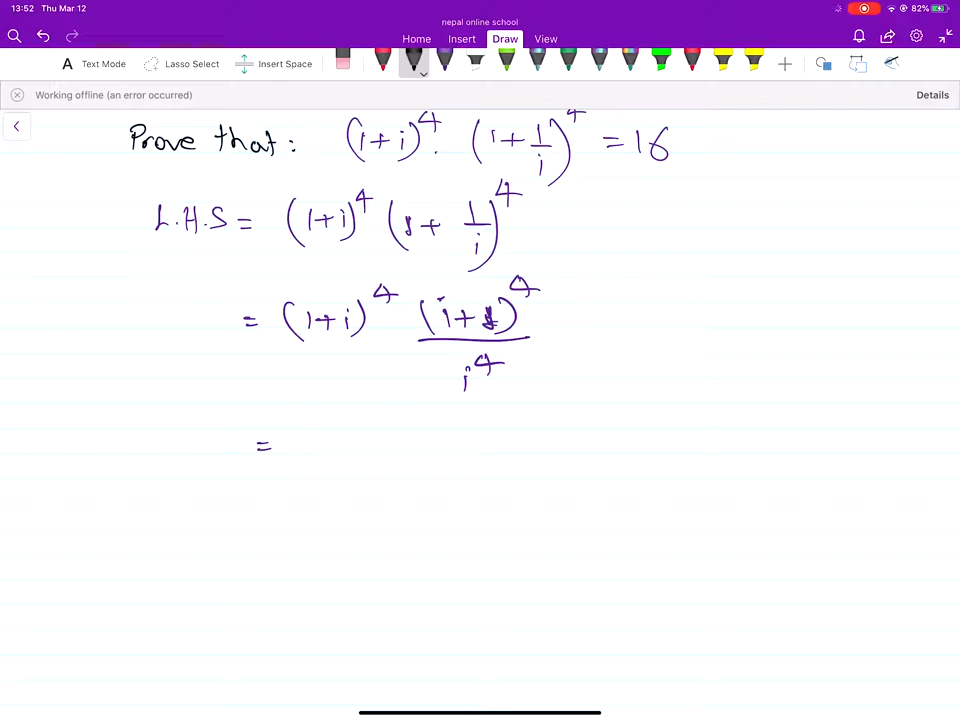 13:52 Thu Mar 12
82%
nepal online school
Home Insert Draw View
A Text Mode Lasso Select Insert Space
Working offline (an error occurred) Details
Prove that: (1+i)^4 . (1+1/i)^4 = 16
L.H.S = (1+i)^4 (1+1/i)^4
= (1+i)^4 (i+1)^4/i^4
=